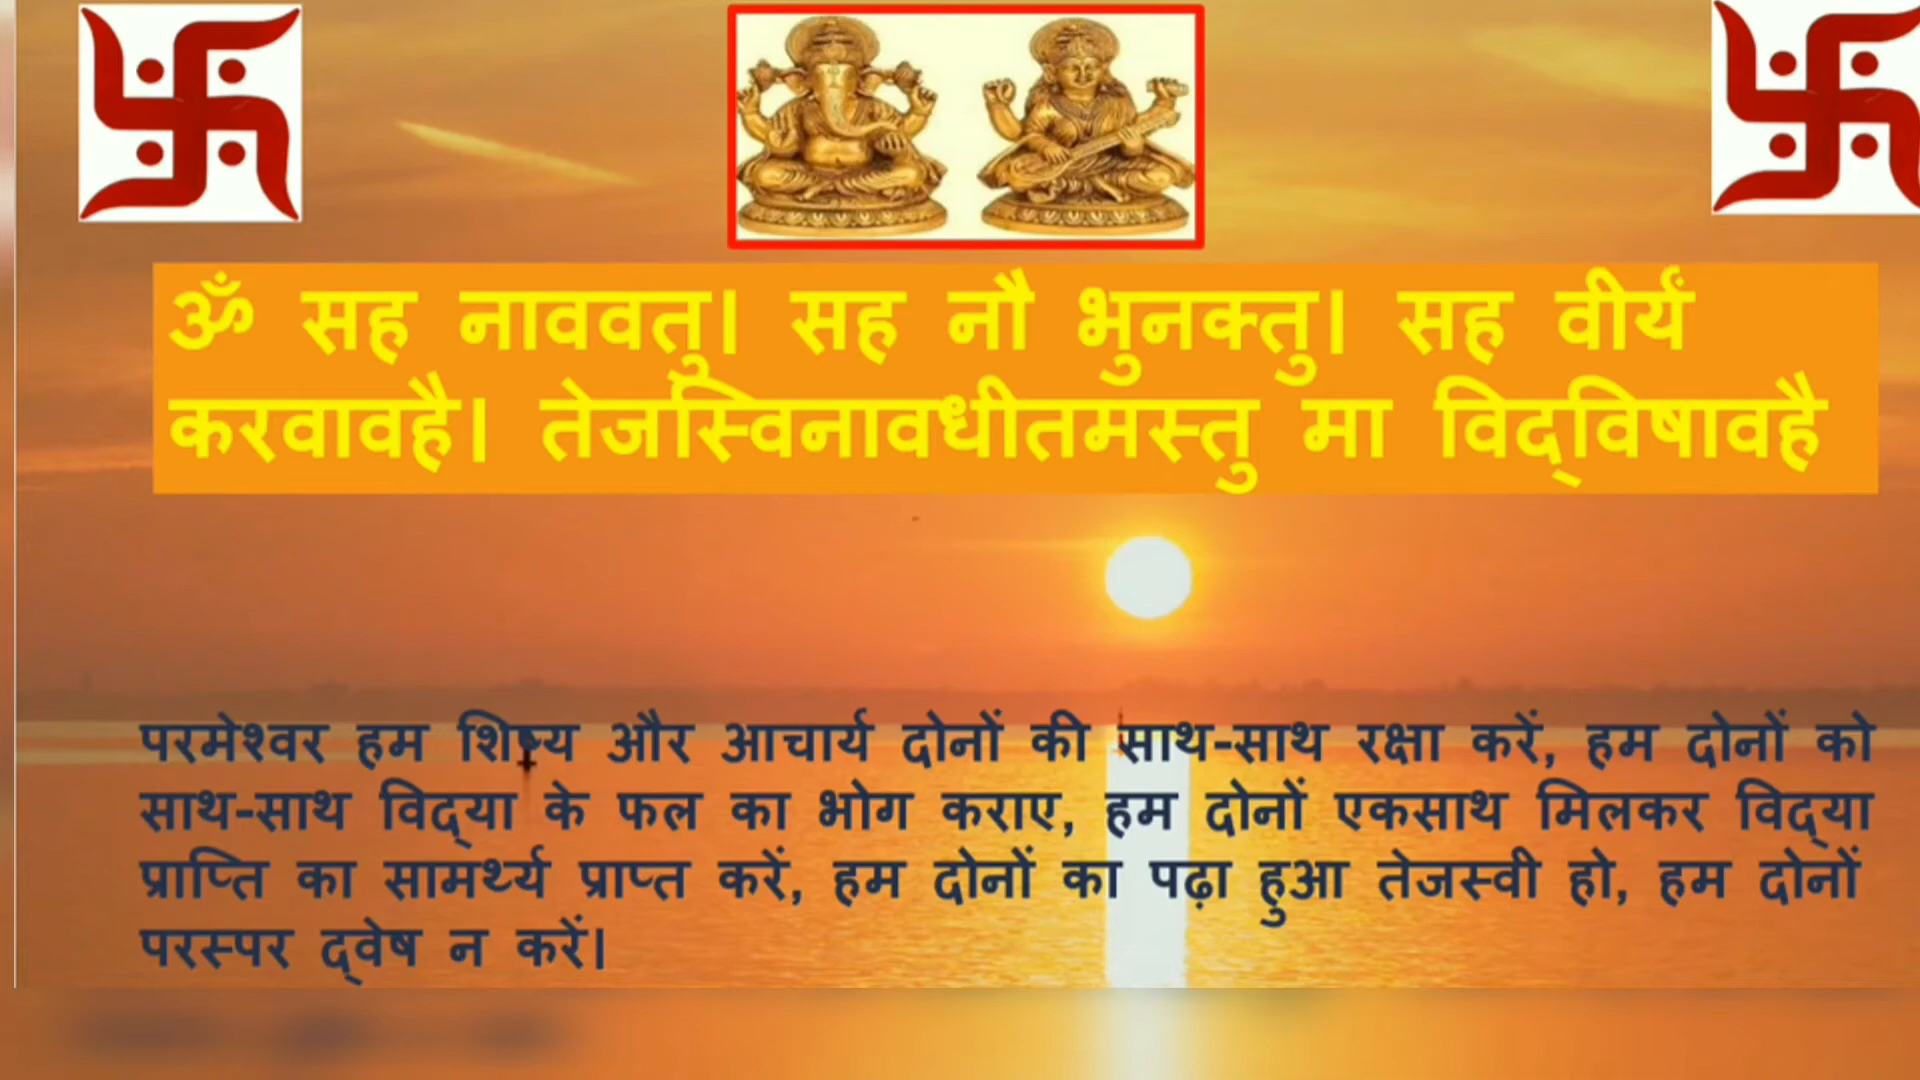 ॐ सह नाववतु। सह नौ भुनक्तु। सह वीर्यं
करवावहै। तेजस्विनावधीतमस्तु मा विद्‌विषावहै
परमेश्वर हम शिष्य और आचार्य दोनों की साथ-साथ रक्षा करें, हम दोनों को
साथ-साथ विद्‌या के फल का भोग कराए, हम दोनों एकसाथ मिलकर विद्‌या
प्राप्ति का सामर्थ्य प्राप्त करें, हम दोनों का पढ़ा हुआ तेजस्वी हो, हम दोनों
परस्पर द्‌वेष न करें।